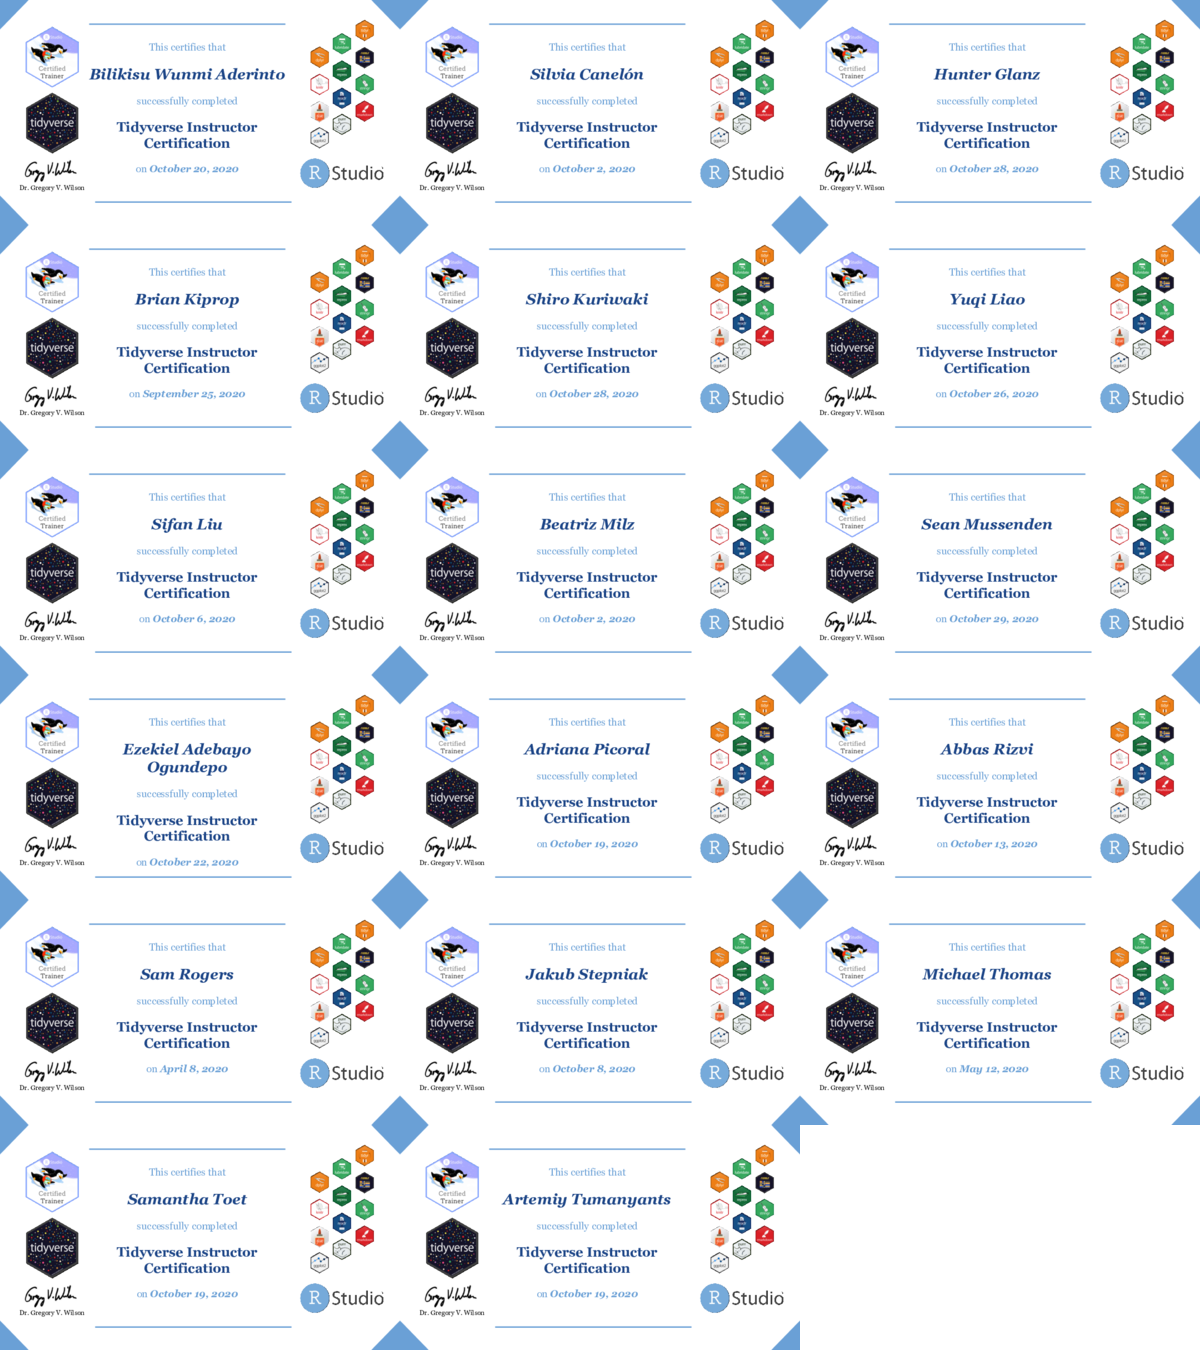 Certified
Trainer
tidyverse
Dr. Gregory V. Wilson
This certifies that
Bilikisu Wunmi Aderinto
successfully completed
Tidyverse Instructor
Certification
on October 20, 2020
R Studio
Certified
Trainer
tidyverse
Dr. Gregory V. Wilson
This certifies that
Silvia Canelón
successfully completed
Tidyverse Instructor
Certification
on October 2, 2020
R Studio
Certified
Trainer
tidyverse
Dr. Gregory V. Wilson
This certifies that
Hunter Glanz
successfully completed
Tidyverse Instructor
Certification
on October 28, 2020
R Studio
Certified
Trainer
tidyverse
Dr. Gregory V. Wilson
This certifies that
Brian Kiprop
successfully completed
Tidyverse Instructor
Certification
on September 25, 2020
R Studio
Certified
Trainer
tidyverse
Dr. Gregory V. Wilson
This certifies that
Shiro Kuriwaki
successfully completed
Tidyverse Instructor
Certification
on October 28, 2020
R Studio
Certified
Trainer
tidyverse
Dr. Gregory V. Wilson
This certifies that
Yuqi Liao
successfully completed
Tidyverse Instructor
Certification
on October 26, 2020
R Studio
Certified
Trainer
tidyverse
Dr. Gregory V. Wilson
This certifies that
Sifan Liu
successfully completed
Tidyverse Instructor
Certification
on October 6, 2020
R Studio
Certified
Trainer
tidyverse
Dr. Gregory V. Wilson
This certifies that
Beatriz Milz
successfully completed
Tidyverse Instructor
Certification
on October 2, 2020
R Studio
Certified
Trainer
tidyverse
Dr. Gregory V. Wilson
This certifies that
Sean Mussenden
successfully completed
Tidyverse Instructor
Certification
on October 29, 2020
R Studio
Certified
Trainer
tidyverse
Dr. Gregory V. Wilson
This certifies that
Ezekiel Adebayo
Ogundepo
successfully completed
Tidyverse Instructor
Certification
on October 22, 2020
R Studio
Certified
Trainer
tidyverse
Dr. Gregory V. Wilson
This certifies that
Adriana Picoral
successfully completed
Tidyverse Instructor
Certification
on October 19, 2020
R Studio
Certified
Trainer
tidyverse
Dr. Gregory V. Wilson
This certifies that
Abbas Rizvi
successfully completed
Tidyverse Instructor
Certification
on October 13, 2020
R Studio
Certified
Trainer
tidyverse
Dr. Gregory V. Wilson
This certifies that
Sam Rogers
successfully completed
Tidyverse Instructor
Certification
on April 8, 2020
R Studio
Certified
Trainer
tidyverse
Dr. Gregory V. Wilson
This certifies that
Jakub Stepniak
successfully completed
Tidyverse Instructor
Certification
on October 8, 2020
R Studio
Certified
Trainer
tidyverse
Dr. Gregory V. Wilson
This certifies that
Michael Thomas
successfully completed
Tidyverse Instructor
Certification
on May 12, 2020
R Studio
Certified
Trainer
tidyverse
Dr. Gregory V. Wilson
This certifies that
Samantha Toet
successfully completed
Tidyverse Instructor
Certification
on October 19, 2020
R Studio
Certified
Trainer
tidyverse
Dr. Gregory V. Wilson
This certifies that
Artemiy Tumanyants
successfully completed
Tidyverse Instructor
Certification
on October 19, 2020
R Studio